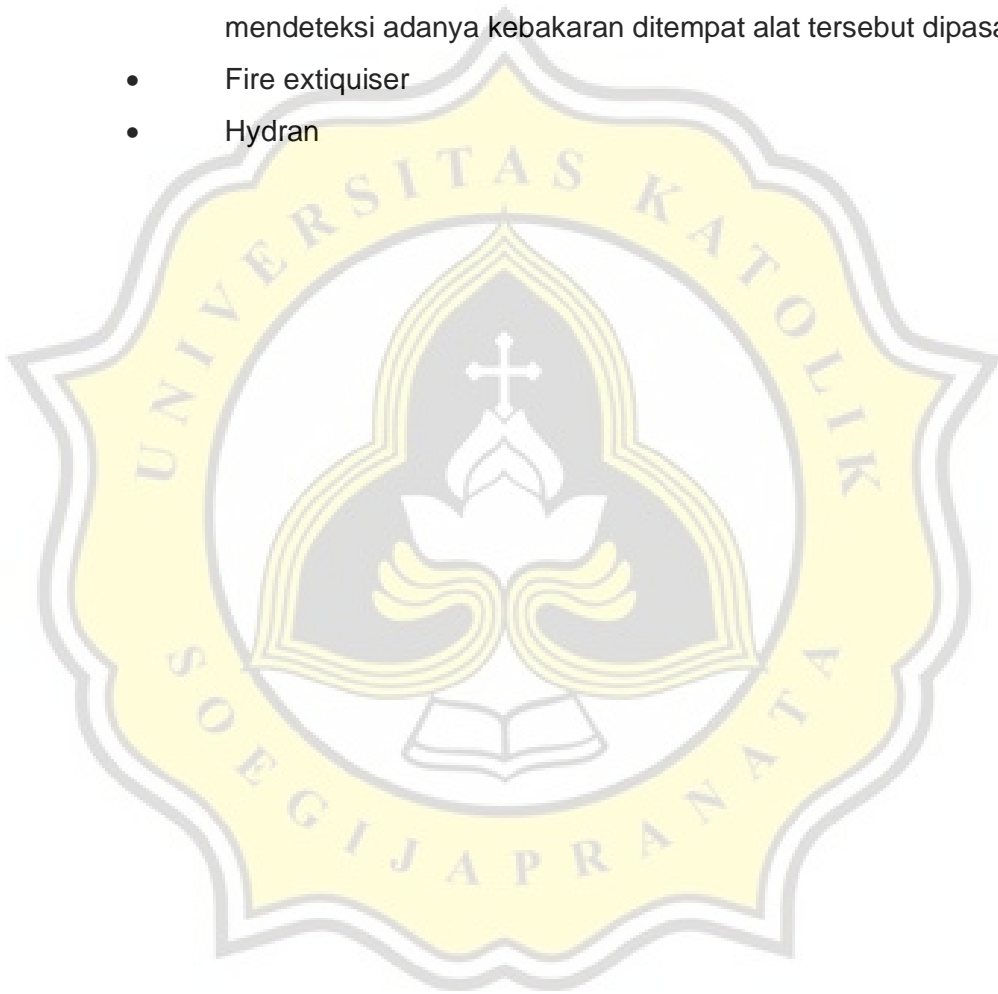 mendeteksi adanya kebakaran ditempat alat tersebut dipasa
• Fire extiquiser
• Hydran
UNIVERSITAS KATOLIK
SOEGIJAPRANATA